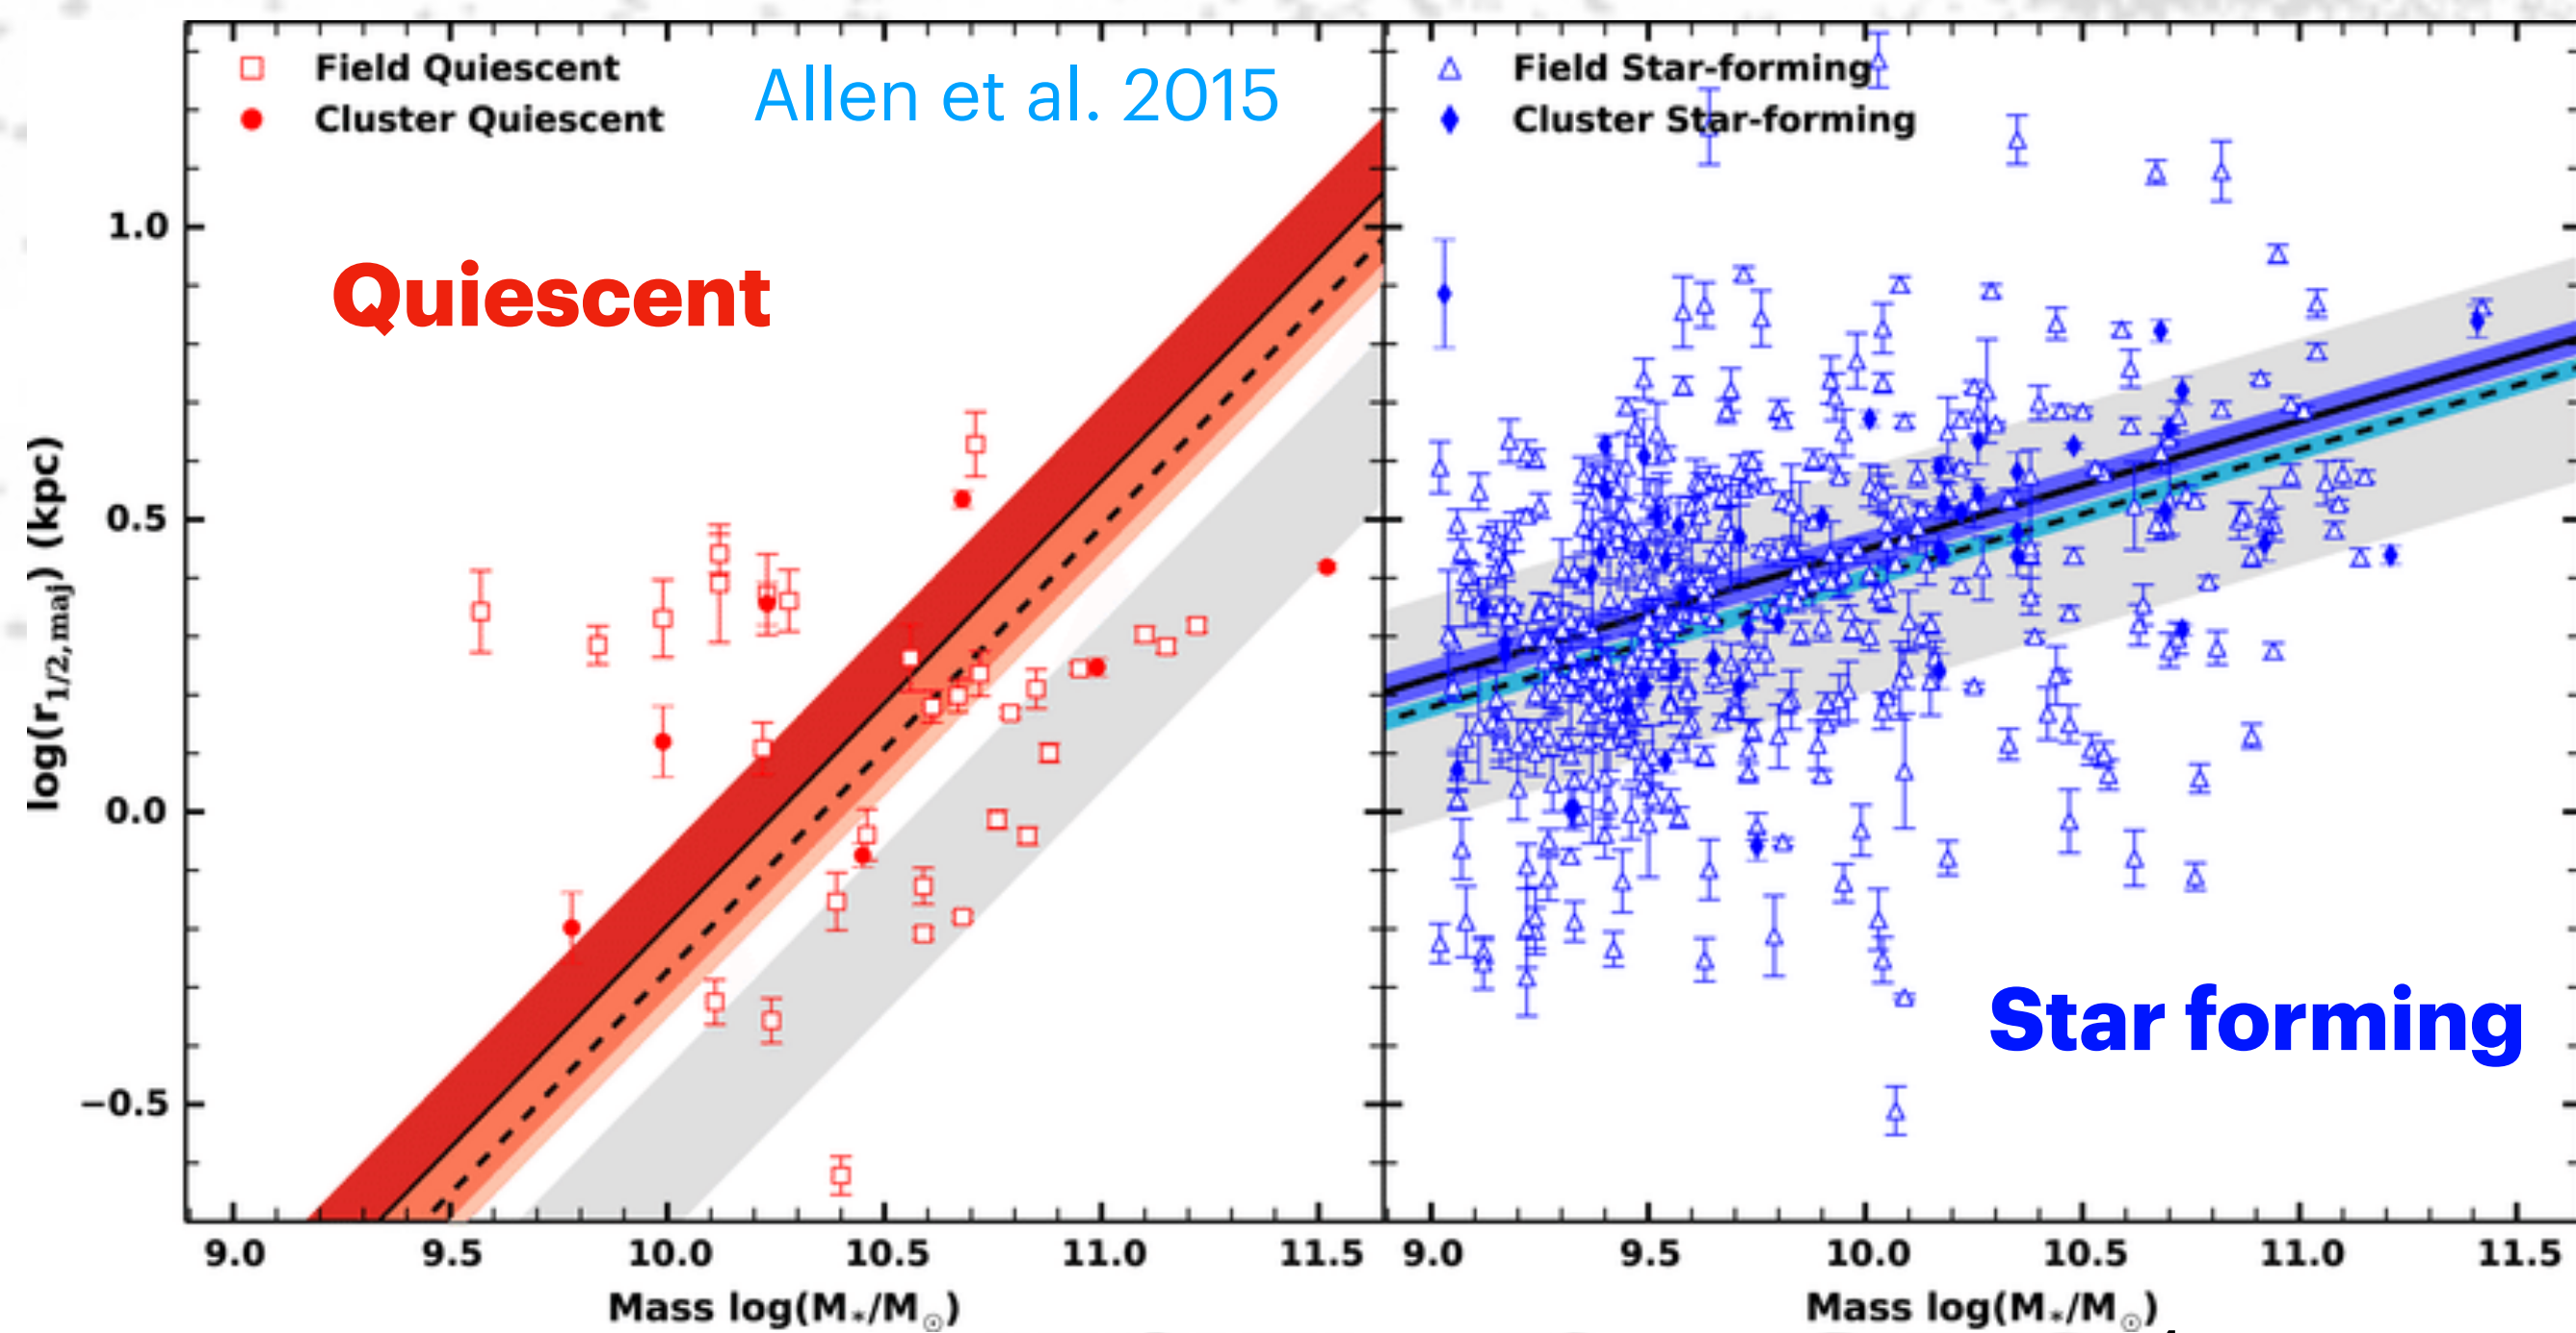 Field Quiescent
Cluster Quiescent
Allen et al. 2015
Quiescent
Field Star-forming
Cluster Star-forming
Star forming
log(r1/2,maj) (kpc)
1.0
0.5
0.0
−0.5
9.0 9.5 10.0 10.5 11.0 11.5
9.0 9.5 10.0 10.5 11.0 11.5
Mass log(M*/M☉)
Mass log(M*/M☉)